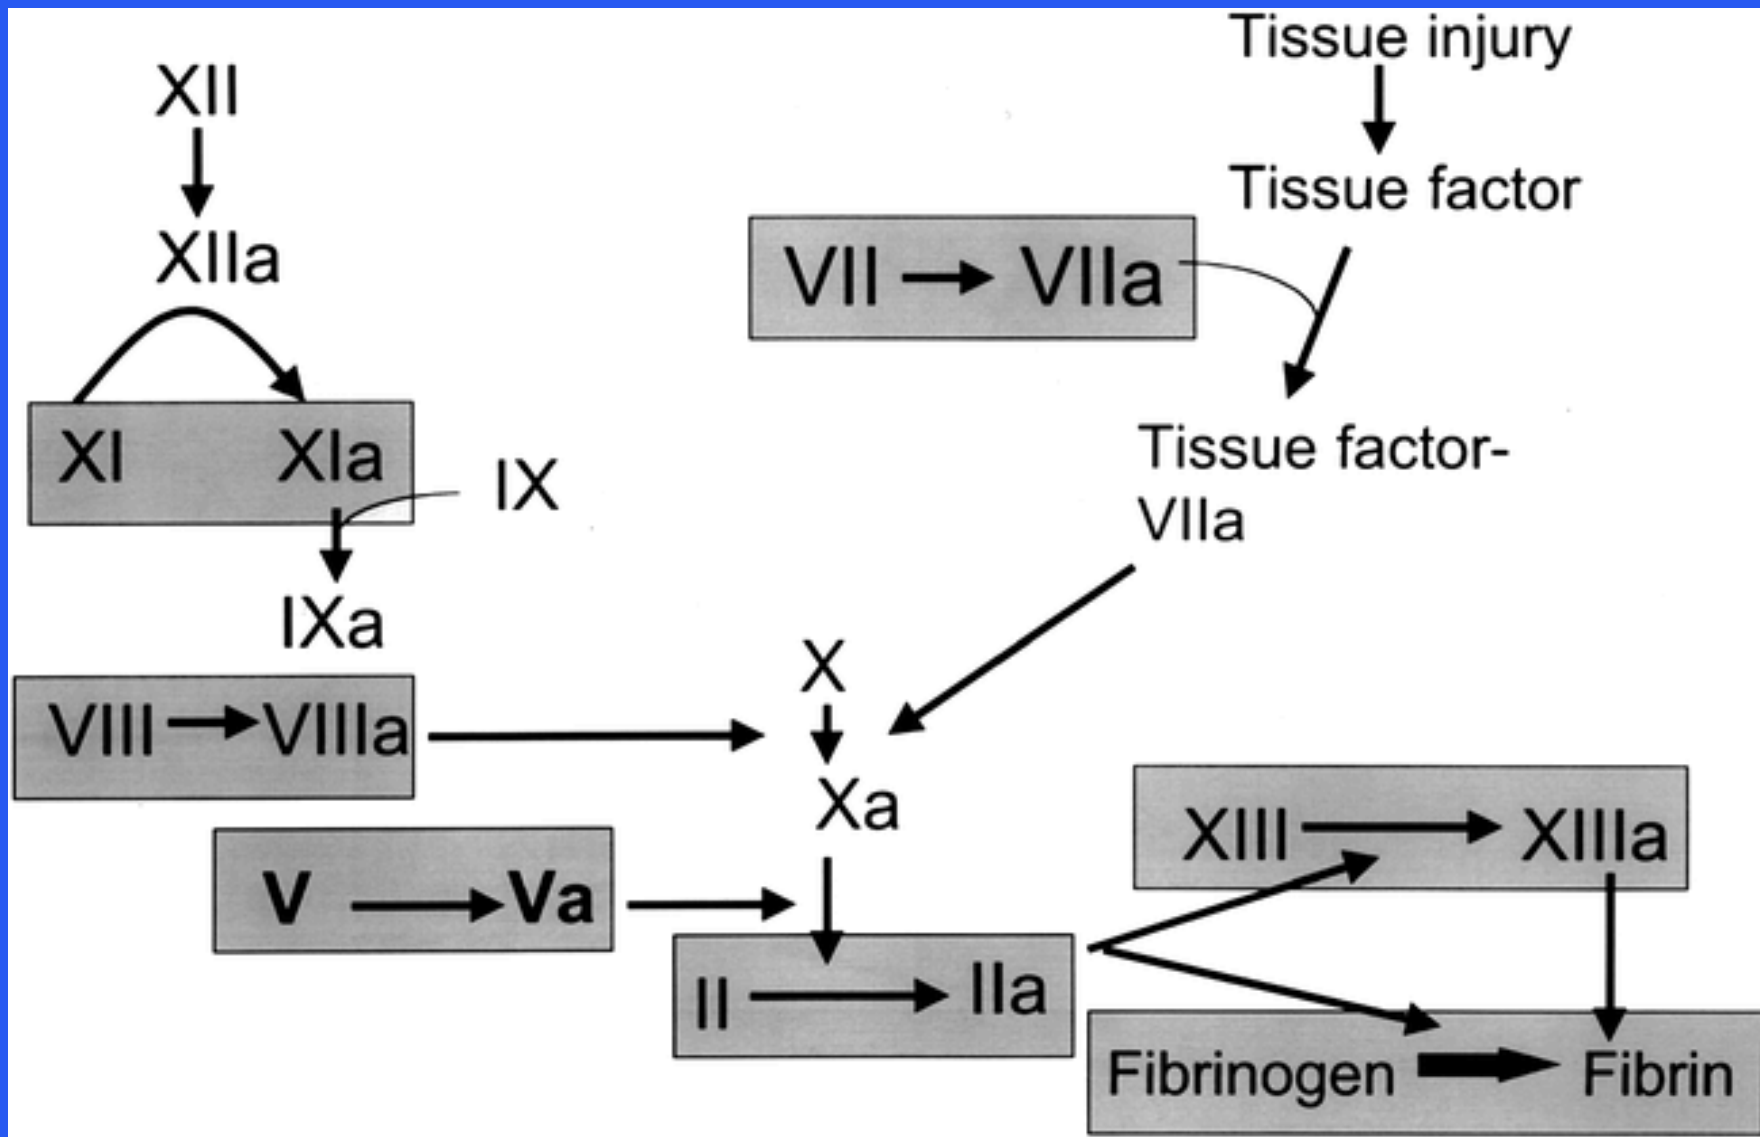 Tissue injury
XII
Tissue factor
XIIa
VII VIIa
XI XIa
IX
Tissue factor-
VIIa
IXa
X
VIII VIIIa
Xa
XIII XIIIa
V Va
II IIa
Fibrinogen Fibrin